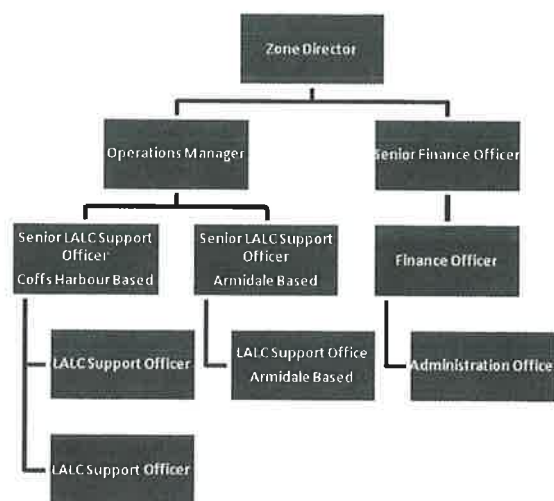 Zone Director
Operations Manager
Senior Finance Officer
Senior LALC Support
Officer
Coffs Harbour Based
Senior LALC Support
Officer
Armidale Based
Finance Officer
LALC Support Officer
LALC Support Office
Armidale Based
Administration Office
LALC Support Officer